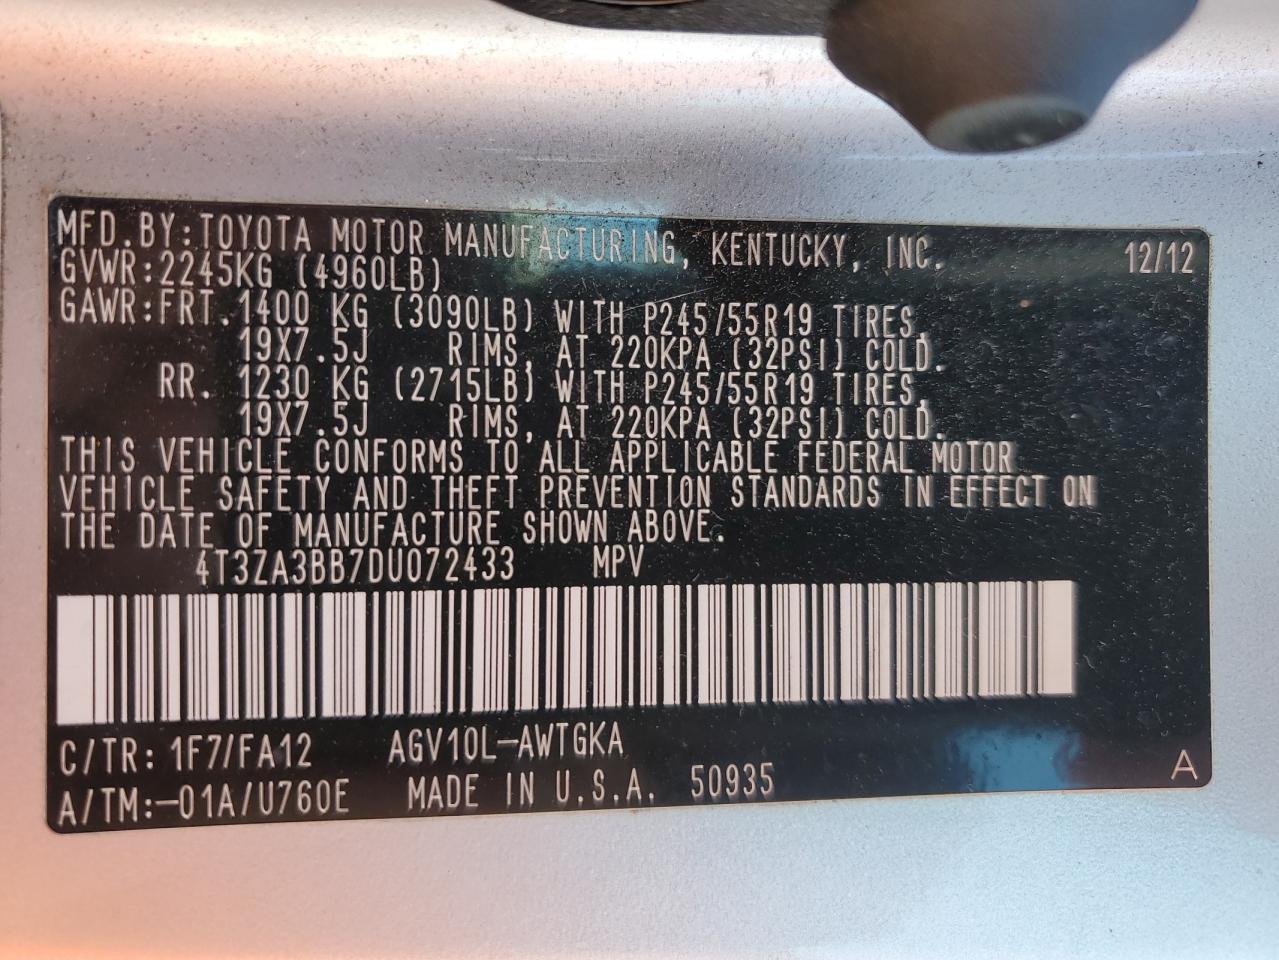 MFD.BY:TOYOTA MOTOR MANUFACTURING, KENTUCKY, INC. 12/12
GVWR:2245KG (4960LB)
GAWR:FRT.1400 KG (3090LB) WITH P245/55R19 TIRES,
19X7.5J RIMS, AT 220KPA (32PSI) COLD.
RR. 1230 KG (2715LB) WITH P245/55R19 TIRES,
19X7.5J RIMS, AT 220KPA (32PSI) COLD.
THIS VEHICLE CONFORMS TO ALL APPLICABLE FEDERAL MOTOR
VEHICLE SAFETY AND THEFT PREVENTION STANDARDS IN EFFECT ON
THE DATE OF MANUFACTURE SHOWN ABOVE.
4T3ZA3BB7DU072433 MPV
C/TR: 1F7/FA12 AGV10L-AWTGKA
A/TM:-01A/U760E MADE IN U.S.A. 50935 A